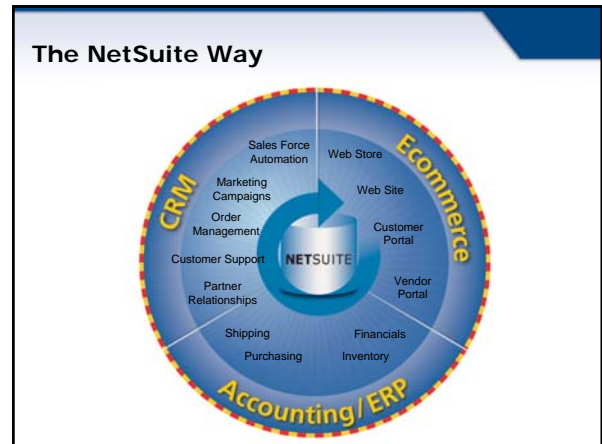 The NetSuite Way
CRM
Sales Force
Automation
Marketing
Campaigns
Order
Management
Customer Support
Partner
Relationships
Ecommerce
Web Store
Web Site
Customer
Portal
Vendor
Portal
NETSUITE
Shipping
Purchasing
Financials
Inventory
Accounting/ERP